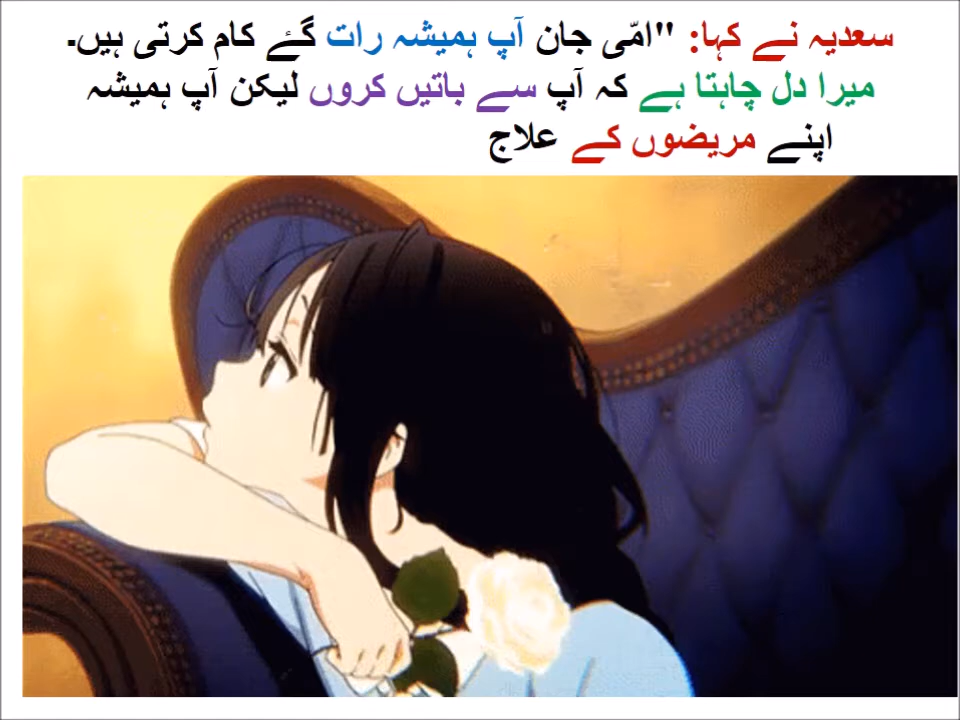 سعدیہ نے کہا: "امّی جان آپ ہمیشہ رات گئے کام کرتی ہیں۔
میرا دل چاہتا ہے کہ آپ سے باتیں کروں لیکن آپ ہمیشہ
اپنے مریضوں کے علاج